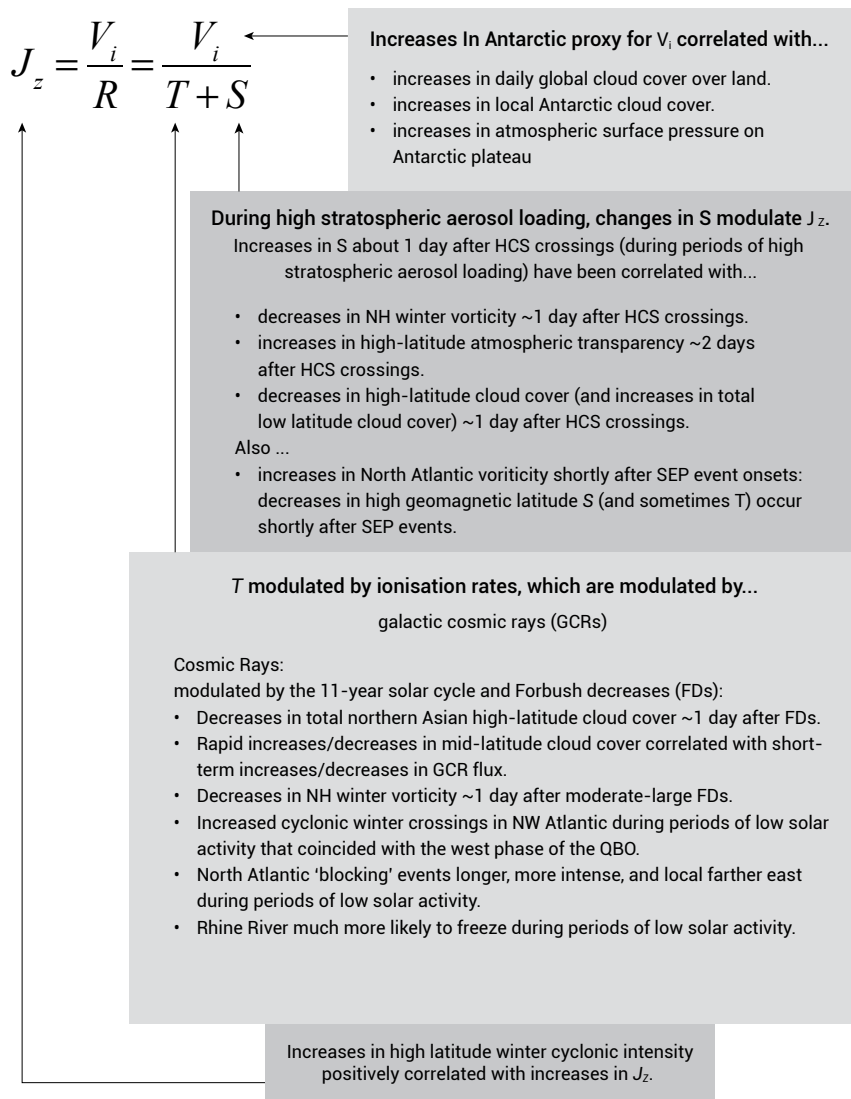 J_z = V_i / R = V_i / (T + S)
Increases In Antarctic proxy for V_i correlated with...
• increases in daily global cloud cover over land.
• increases in local Antarctic cloud cover.
• increases in atmospheric surface pressure on
Antarctic plateau
During high stratospheric aerosol loading, changes in S modulate J_z.
Increases in S about 1 day after HCS crossings (during periods of high
stratospheric aerosol loading) have been correlated with...
• decreases in NH winter vorticity ~1 day after HCS crossings.
• increases in high-latitude atmospheric transparency ~2 days
after HCS crossings.
• decreases in high-latitude cloud cover (and increases in total
low latitude cloud cover) ~1 day after HCS crossings.
Also ...
• increases in North Atlantic voriticity shortly after SEP event onsets:
decreases in high geomagnetic latitude S (and sometimes T) occur
shortly after SEP events.
T modulated by ionisation rates, which are modulated by...
galactic cosmic rays (GCRs)
Cosmic Rays:
modulated by the 11-year solar cycle and Forbush decreases (FDs):
• Decreases in total northern Asian high-latitude cloud cover ~1 day after FDs.
• Rapid increases/decreases in mid-latitude cloud cover correlated with short-
term increases/decreases in GCR flux.
• Decreases in NH winter vorticity ~1 day after moderate-large FDs.
• Increased cyclonic winter crossings in NW Atlantic during periods of low solar
activity that coincided with the west phase of the QBO.
• North Atlantic ‘blocking’ events longer, more intense, and local farther east
during periods of low solar activity.
• Rhine River much more likely to freeze during periods of low solar activity.
Increases in high latitude winter cyclonic intensity
positively correlated with increases in J_z.